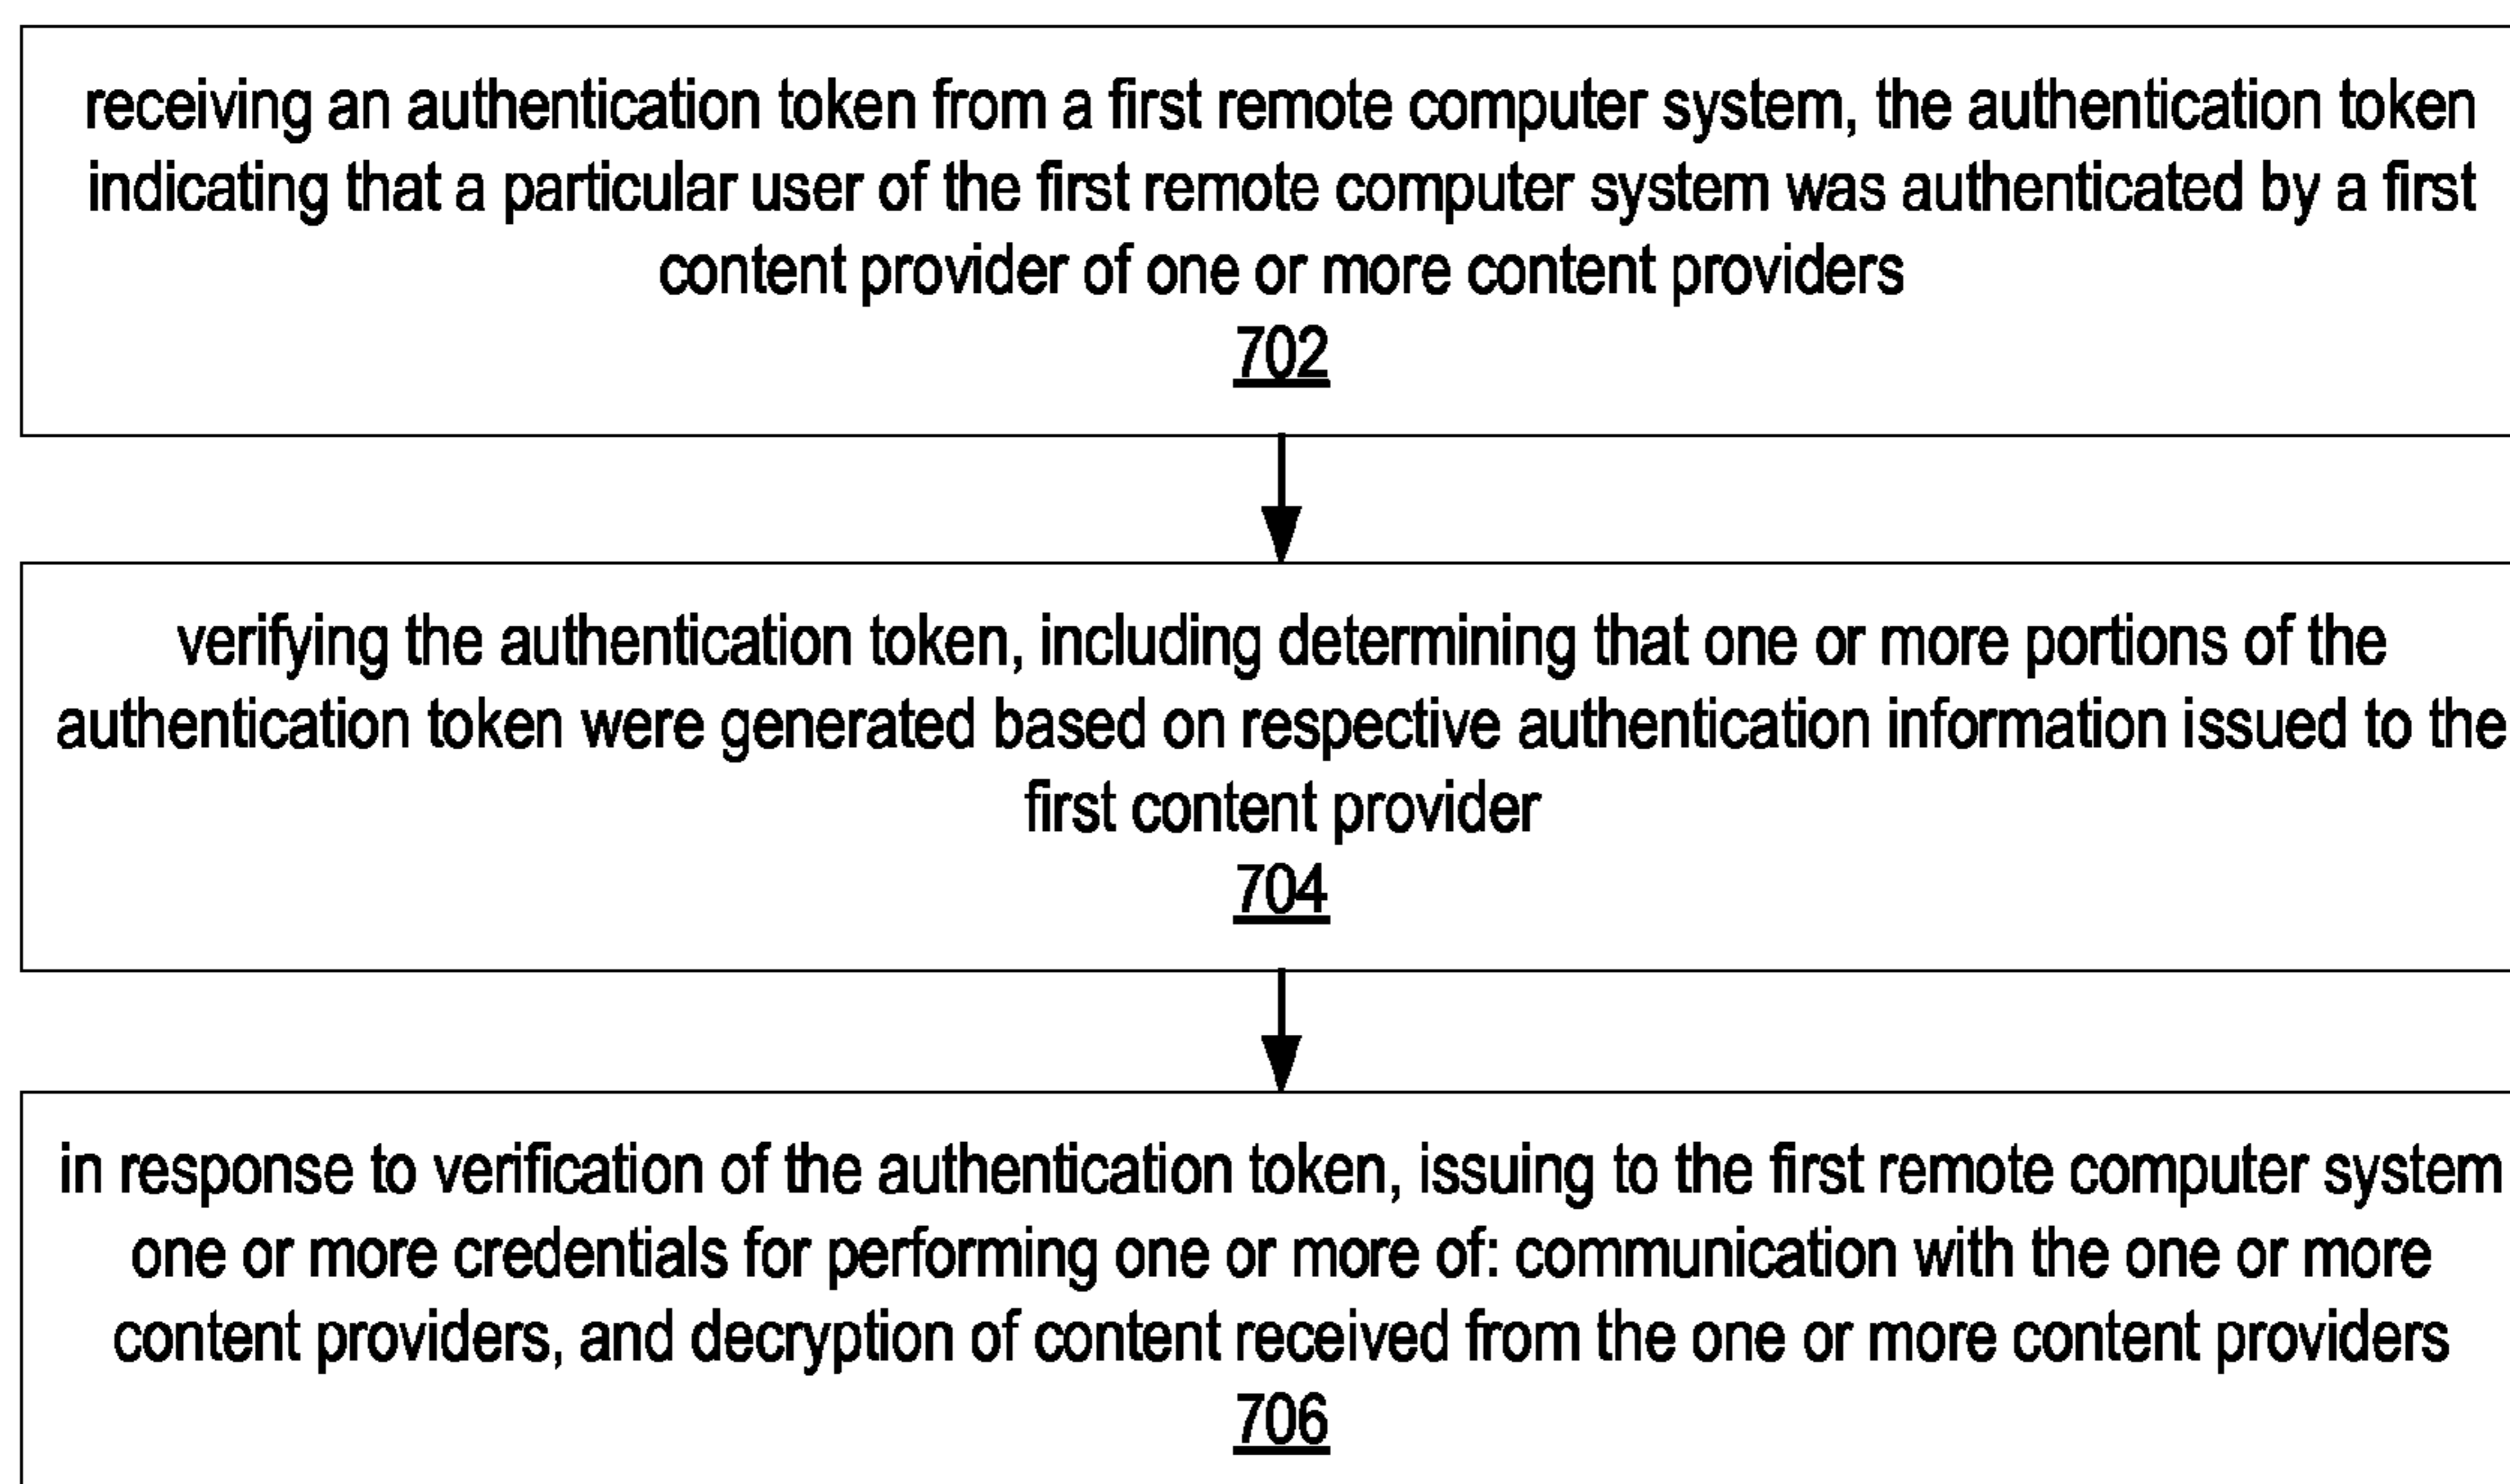 receiving an authentication token from a first remote computer system, the authentication token
indicating that a particular user of the first remote computer system was authenticated by a first
content provider of one or more content providers
702
verifying the authentication token, including determining that one or more portions of the
authentication token were generated based on respective authentication information issued to the
first content provider
704
in response to verification of the authentication token, issuing to the first remote computer system
one or more credentials for performing one or more of: communication with the one or more
content providers, and decryption of content received from the one or more content providers
706